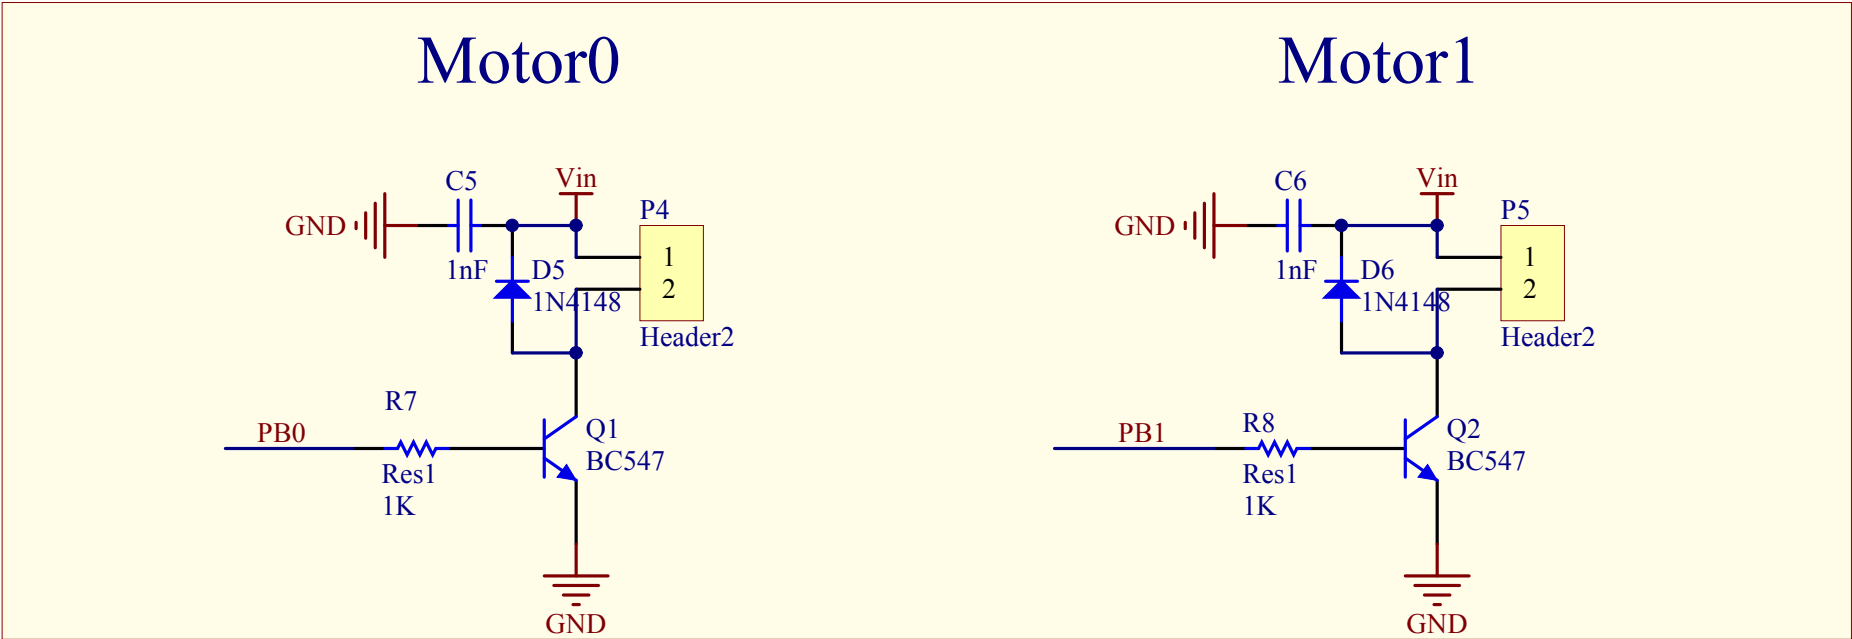 Motor0
Motor1
Vin
C5
P4
GND
1
1nF
D5
2
1N4148
Header2
R7
PB0
Q1
BC547
Res1
1K
GND
Vin
C6
P5
GND
1
1nF
D6
2
1N4148
Header2
R8
PB1
Q2
BC547
Res1
1K
GND